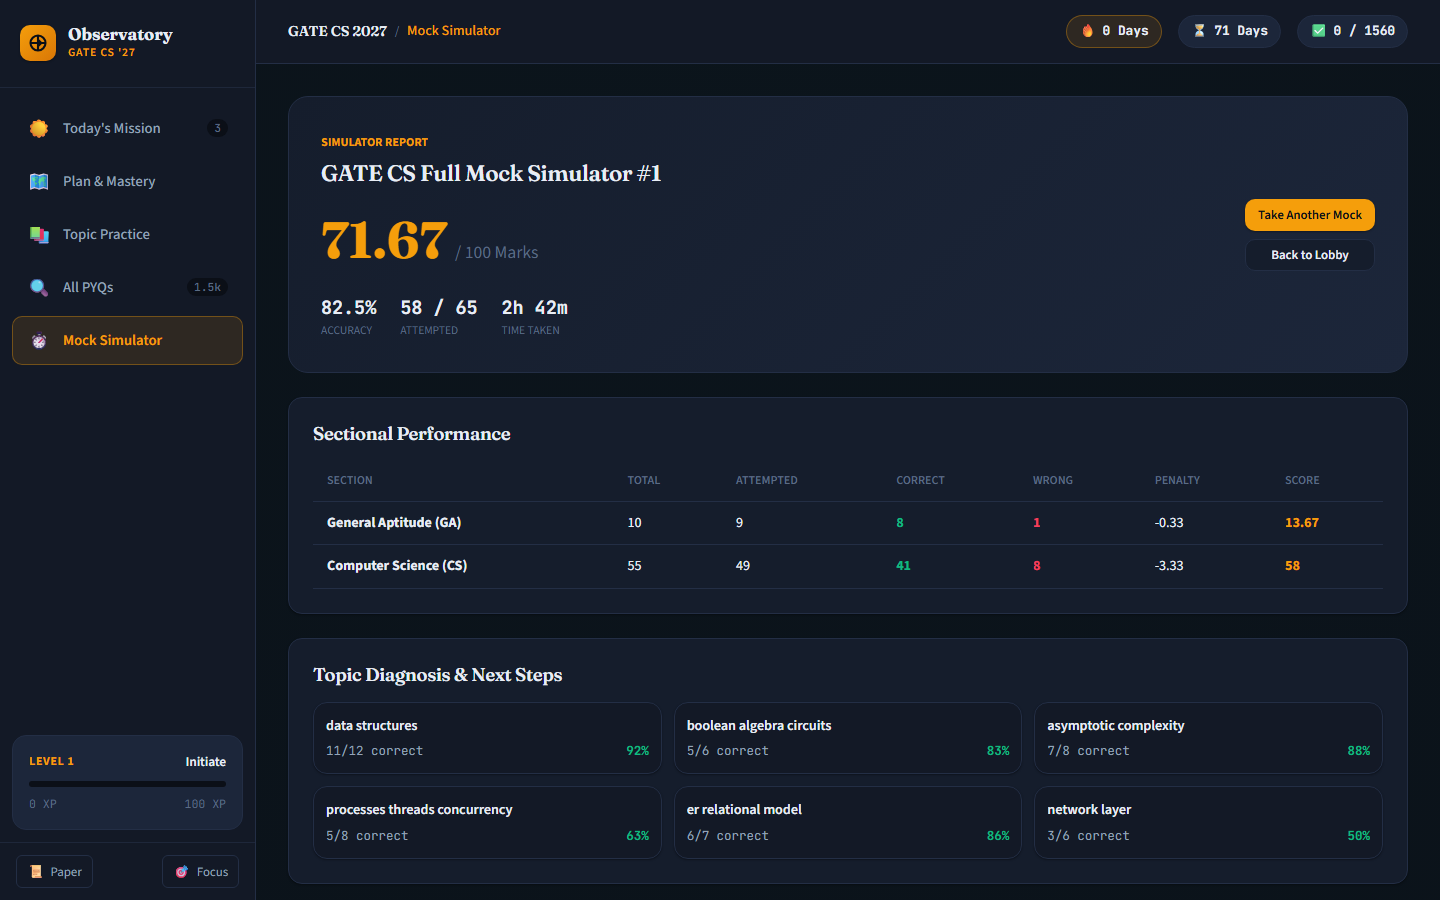 Observatory
GATE CS '27
Today's Mission 3
Plan & Mastery
Topic Practice
All PYQs 1.5k
Mock Simulator
LEVEL 1 Initiate
0 XP 100 XP
Paper Focus
GATE CS 2027 / Mock Simulator
0 Days 71 Days 0 / 1560
SIMULATOR REPORT
GATE CS Full Mock Simulator #1
71.67 / 100 Marks
82.5% 58 / 65 2h 42m
ACCURACY ATTEMPTED TIME TAKEN
Take Another Mock
Back to Lobby
Sectional Performance
SECTION TOTAL ATTEMPTED CORRECT WRONG PENALTY SCORE
General Aptitude (GA) 10 9 8 1 -0.33 13.67
Computer Science (CS) 55 49 41 8 -3.33 58
Topic Diagnosis & Next Steps
data structures
11/12 correct 92%
boolean algebra circuits
5/6 correct 83%
asymptotic complexity
7/8 correct 88%
processes threads concurrency
5/8 correct 63%
er relational model
6/7 correct 86%
network layer
3/6 correct 50%